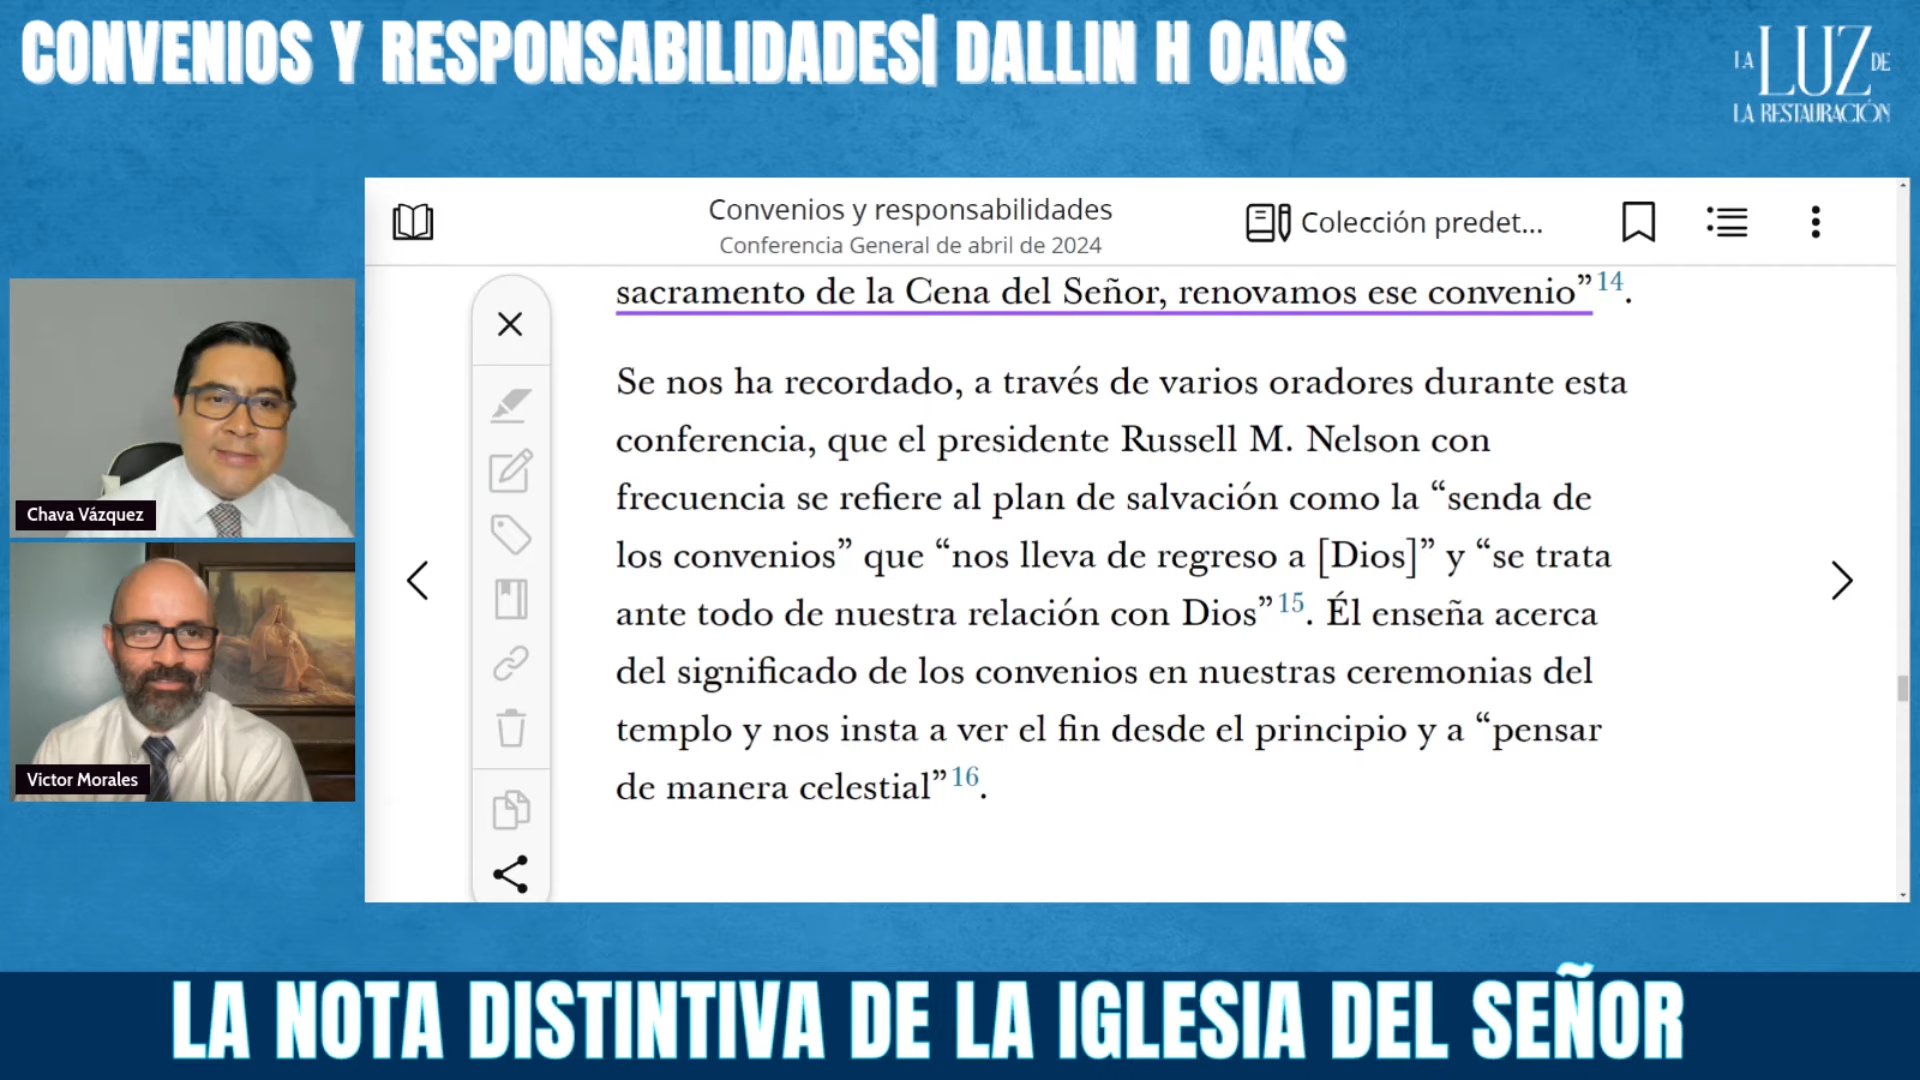 CONVENIOS Y RESPONSABILIDADES| DALLIN H OAKS
LA LUZ DE
LA RESTAURACIÓN
Convenios y responsabilidades
Conferencia General de abril de 2024
Colección predet...
sacramento de la Cena del Señor, renovamos ese convenio”14.
Se nos ha recordado, a través de varios oradores durante esta
conferencia, que el presidente Russell M. Nelson con
frecuencia se refiere al plan de salvación como la “senda de
los convenios” que “nos lleva de regreso a [Dios]” y “se trata
ante todo de nuestra relación con Dios”15. Él enseña acerca
del significado de los convenios en nuestras ceremonias del
templo y nos insta a ver el fin desde el principio y a “pensar
de manera celestial”16.
Chava Vázquez
Victor Morales
LA NOTA DISTINTIVA DE LA IGLESIA DEL SEÑOR